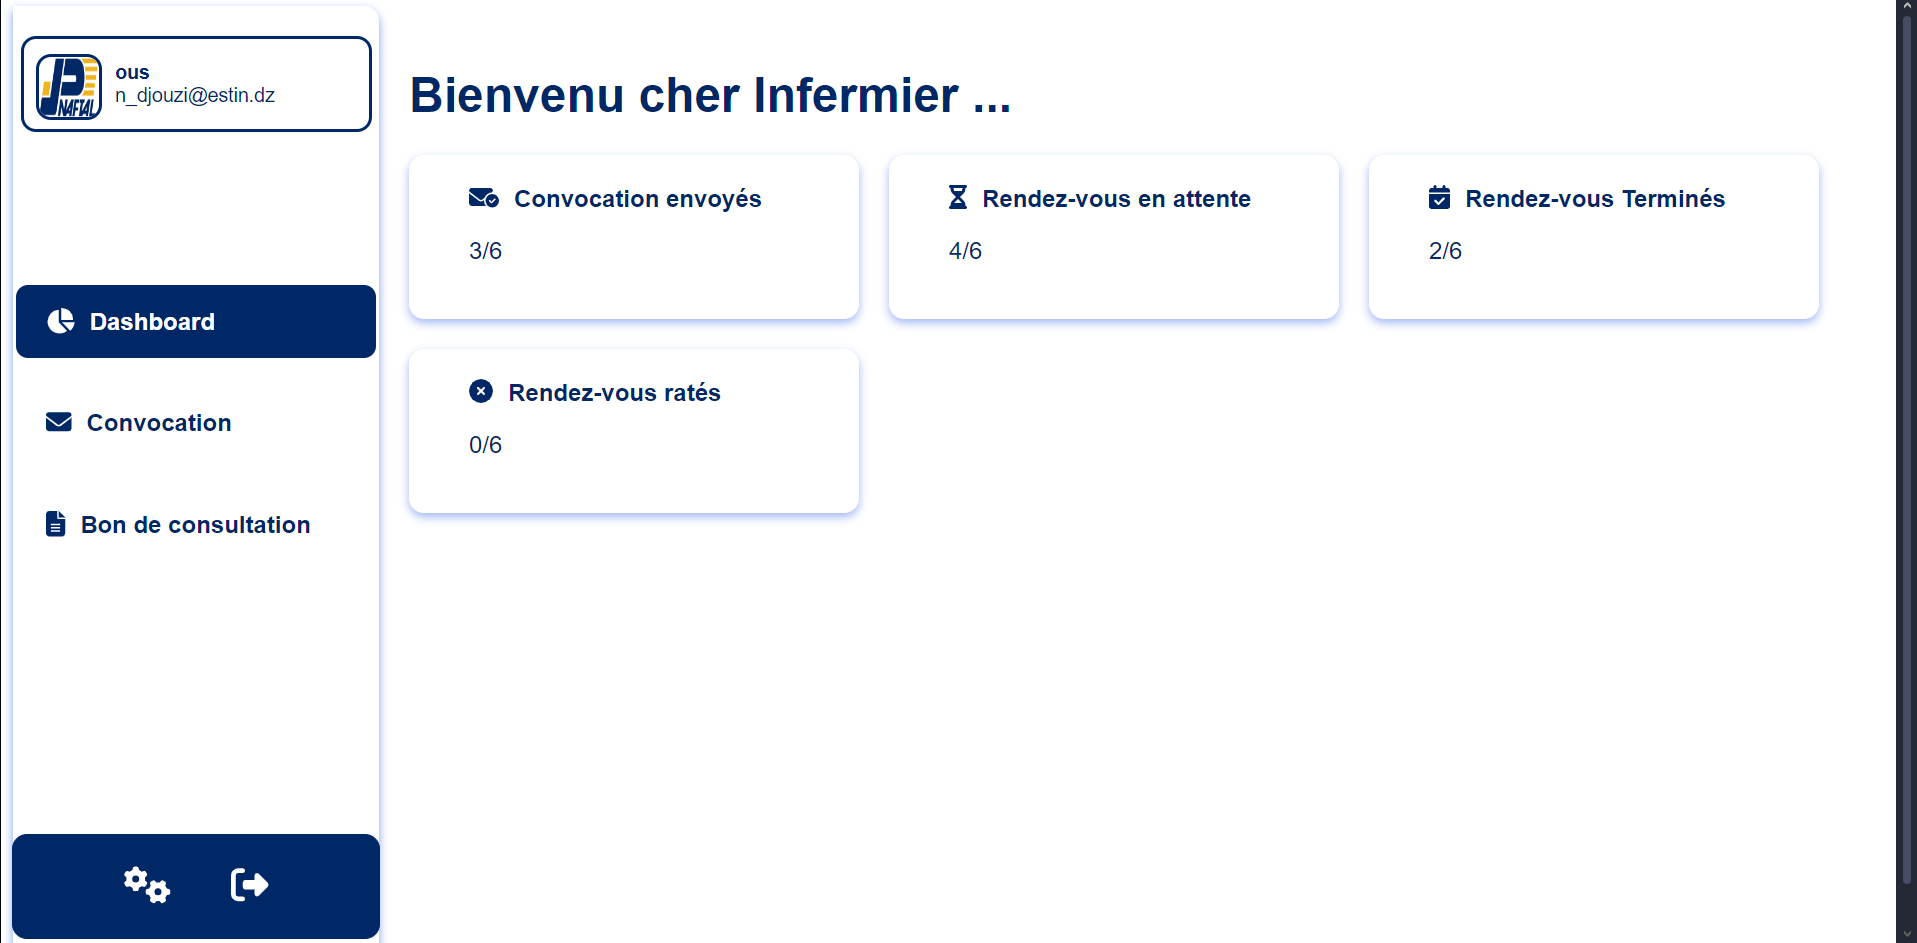 NAFTAL
ous
n_djouzi@estin.dz
Dashboard
Convocation
Bon de consultation
Bienvenu cher Infermier ...
Convocation envoyés
3/6
Rendez-vous en attente
4/6
Rendez-vous Terminés
2/6
Rendez-vous ratés
0/6